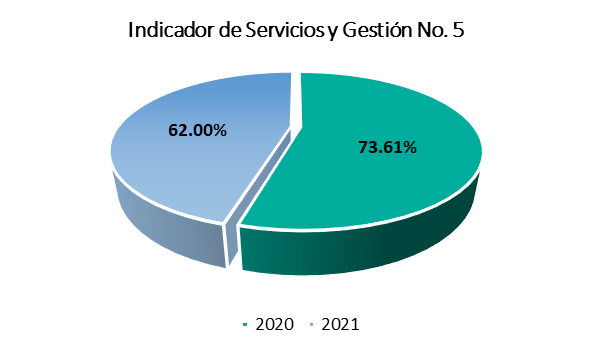 Indicador de Servicios y Gestión No. 5
62.00%
73.61%
2020 2021